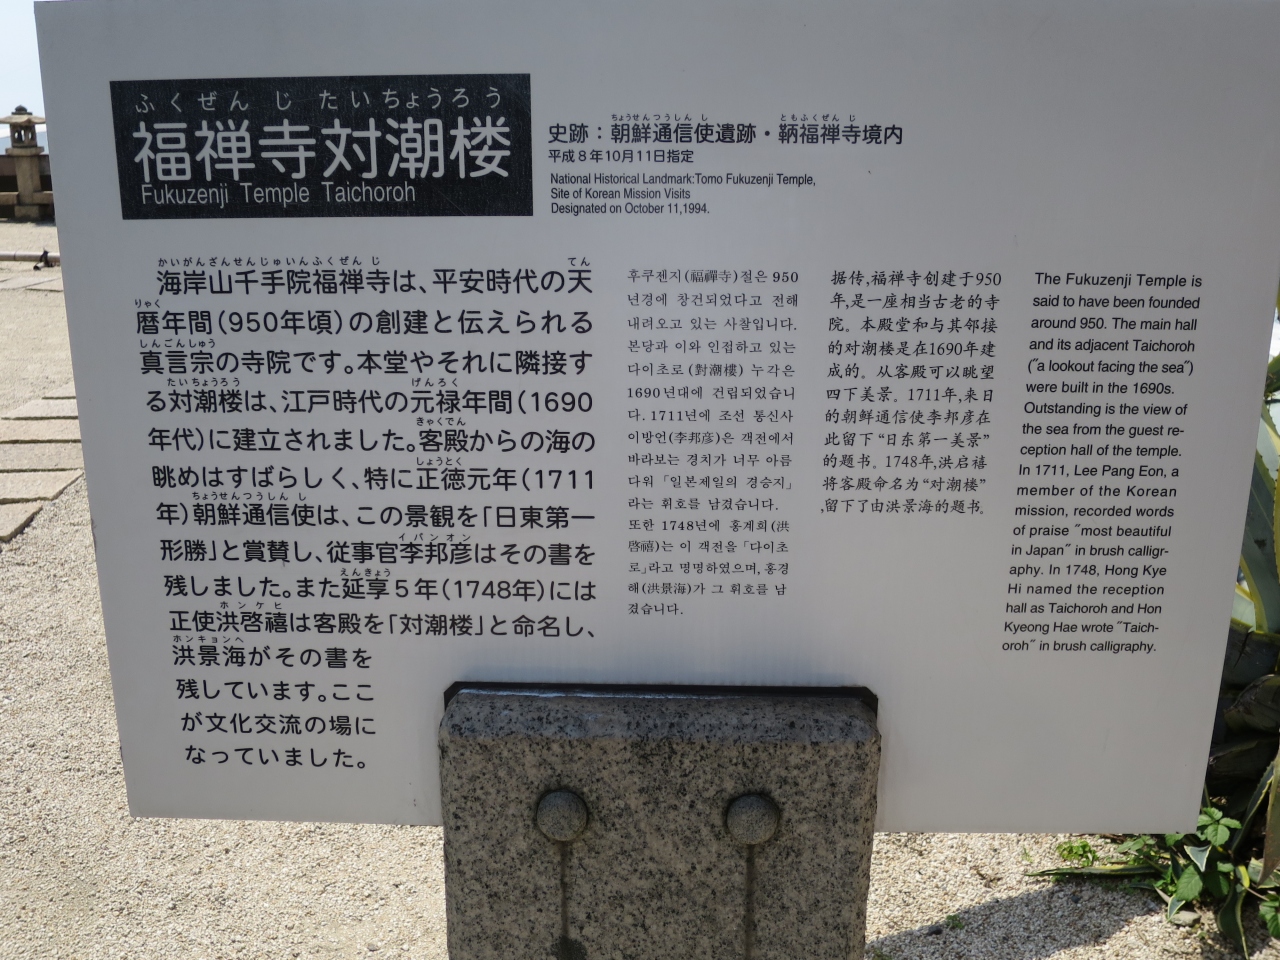 ふくぜん じ たいちょうろう
福禅寺対潮楼
Fukuzenji Temple Taichoroh
ちょうせんつうしん し ともふくぜん じ
史跡：朝鮮通信使遺跡・鞆福禅寺境内
平成８年10月11日指定
National Historical Landmark:Tomo Fukuzenji Temple,
Site of Korean Mission Visits
Designated on October 11,1994.
かいがんざんせんじゅいんふくぜん じ てん
海岸山千手院福禅寺は、平安時代の天
りゃく
暦年間（950年頃）の創建と伝えられる
しんごんしゅう
真言宗の寺院です。本堂やそれに隣接す
たいちょうろう げんろく
る対潮楼は、江戸時代の元禄年間（1690
きゃくでん
年代）に建立されました。客殿からの海の
しょうとく
眺めはすばらしく、特に正徳元年（1711
ちょうせんつうしん し
年）朝鮮通信使は、この景観を「日東第一
イバンオン
形勝」と賞賛し、従事官李邦彦はその書を
えんきょう
残しました。また延享５年（1748年）には
ホンケヒ
正使洪啓禧は客殿を「対潮楼」と命名し、
ホンキョンヘ
洪景海がその書を
残しています。ここ
が文化交流の場に
なっていました。
후쿠젠지(福禪寺)절은 950
년경에 창건되었다고 전해
내려오고 있는 사찰입니다.
본당과 이와 인접하고 있는
다이초로(對潮樓) 누각은
1690년대에 건립되었습니
다. 1711년에 조선 통신사
이방언(李邦彦)은 객전에서
바라보는 경치가 너무 아름
다워「일본제일의 경승지」
라는 휘호를 남겼습니다.
또한 1748년에 홍계희(洪
啓禧)는 이 객전을「다이초
로」라고 명명하였으며, 홍경
해(洪景海)가 그 휘호를 남
겼습니다.
据传,福禅寺创建于950
年,是一座相当古老的寺
院。本殿堂和与其邻接
的对潮楼是在1690年建
成的。从客殿可以眺望
四下美景。1711年,来日
的朝鲜通信使李邦彦在
此留下“日东第一美景”
的题书。1748年,洪启禧
将客殿命名为“对潮楼”
,留下了由洪景海的题书。
The Fukuzenji Temple is
said to have been founded
around 950. The main hall
and its adjacent Taichoroh
("a lookout facing the sea")
were built in the 1690s.
Outstanding is the view of
the sea from the guest re-
ception hall of the temple.
In 1711, Lee Pang Eon, a
member of the Korean
mission, recorded words
of praise "most beautiful
in Japan" in brush calligr-
aphy. In 1748, Hong Kye
Hi named the reception
hall as Taichoroh and Hon
Kyeong Hae wrote "Taich-
oroh" in brush calligraphy.